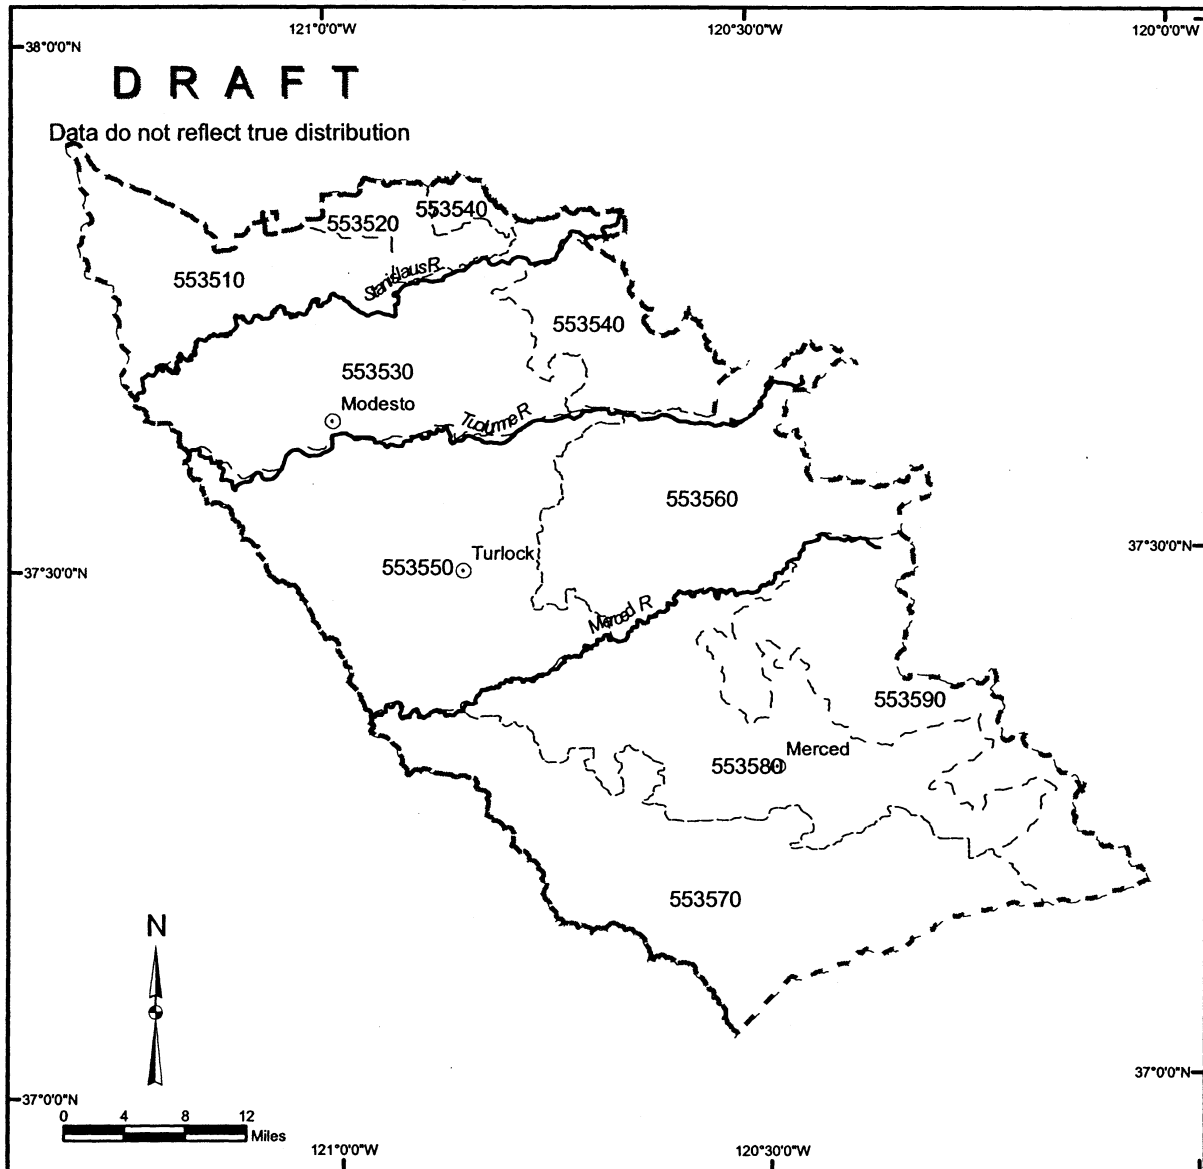 121°0'0"W
120°30'0"W
120°0'0"W
38°0'0"N
D R A F T
Data do not reflect true distribution
553540
553520
553510
Stanislaus R
553540
553530
Modesto
Tuolumne R
553560
Turlock
553550
37°30'0"N
37°30'0"N
Merced R
553590
Merced
553580
553570
N
37°0'0"N
37°0'0"N
0 4 8 12
Miles
121°0'0"W
120°30'0"W